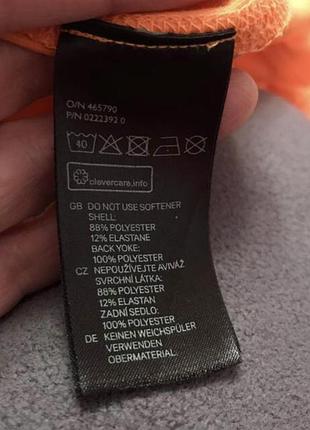 O/N 465790
P/N 0222392 0
40
clevercare.info
GB DO NOT USE SOFTENER
SHELL:
88% POLYESTER
12% ELASTANE
BACK YOKE:
100% POLYESTER
CZ NEPOUŽÍVEJTE AVIVÁŽ
SVRCHNÍ LÁTKA:
88% POLYESTER
12% ELASTAN
ZADNÍ SEDLO:
100% POLYESTER
DE KEINEN WEICHSPÜLER
VERWENDEN
OBERMATERIAL: